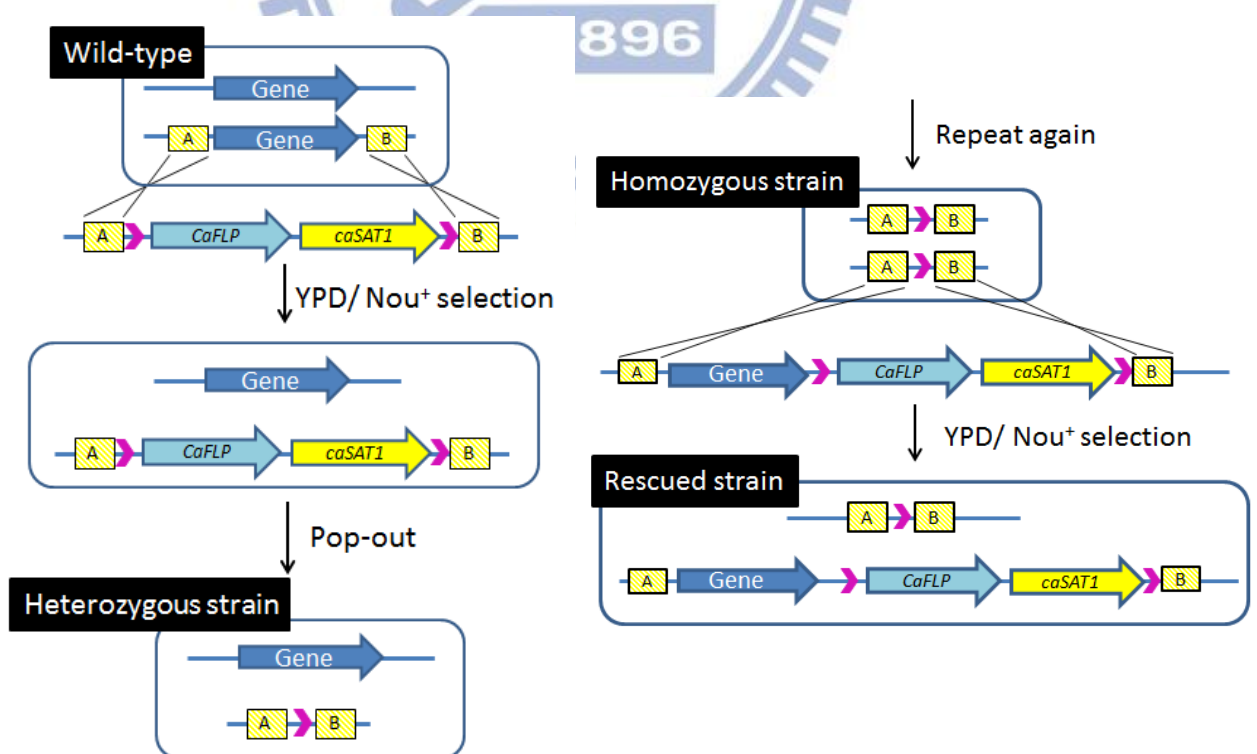 896
Wild-type
Gene
A Gene B
A CaFLP caSAT1 B
YPD/ Nou⁺ selection
Gene
A CaFLP caSAT1 B
Pop-out
Heterozygous strain
Gene
A B
Repeat again
Homozygous strain
A B
A B
A Gene CaFLP caSAT1 B
YPD/ Nou⁺ selection
Rescued strain
A B
A Gene CaFLP caSAT1 B